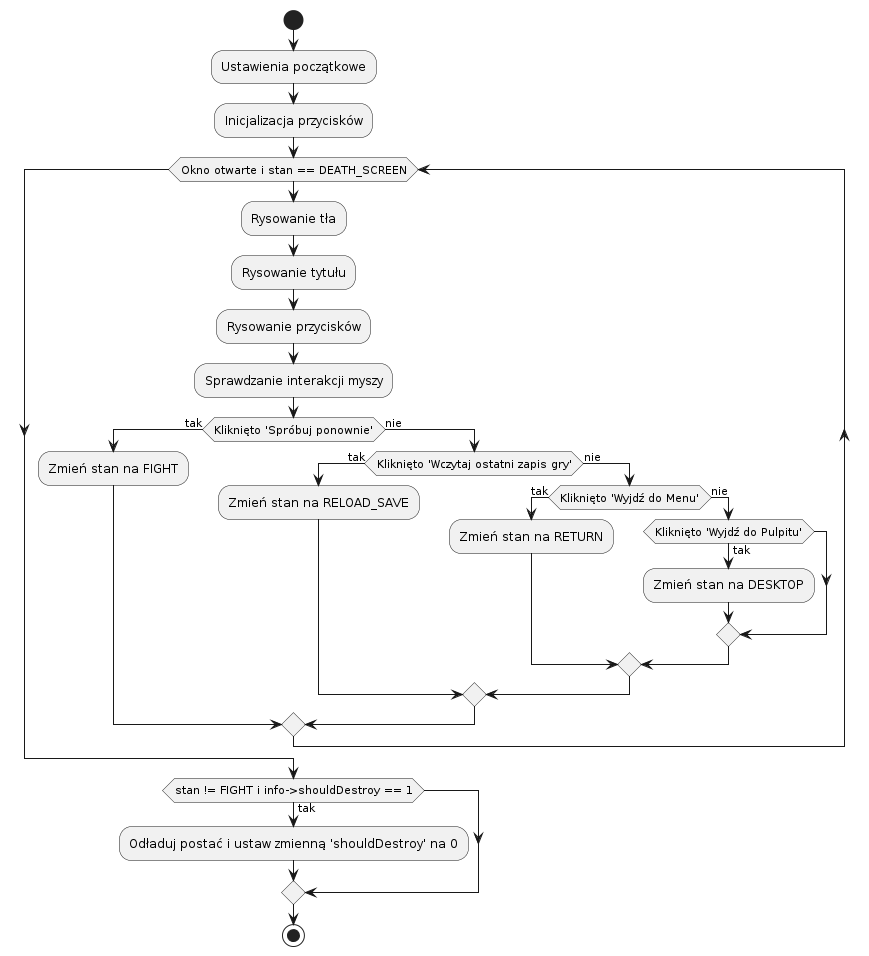 Ustawienia początkowe
Inicjalizacja przycisków
Okno otwarte i stan == DEATH_SCREEN
Rysowanie tła
Rysowanie tytułu
Rysowanie przycisków
Sprawdzanie interakcji myszy
tak
Kliknięto 'Spróbuj ponownie'
nie
Zmień stan na FIGHT
tak
Kliknięto 'Wczytaj ostatni zapis gry'
nie
Zmień stan na RELOAD_SAVE
tak
Kliknięto 'Wyjdź do Menu'
nie
Zmień stan na RETURN
Kliknięto 'Wyjdź do Pulpitu'
tak
Zmień stan na DESKTOP
stan != FIGHT i info->shouldDestroy == 1
tak
Odładuj postać i ustaw zmienną 'shouldDestroy' na 0